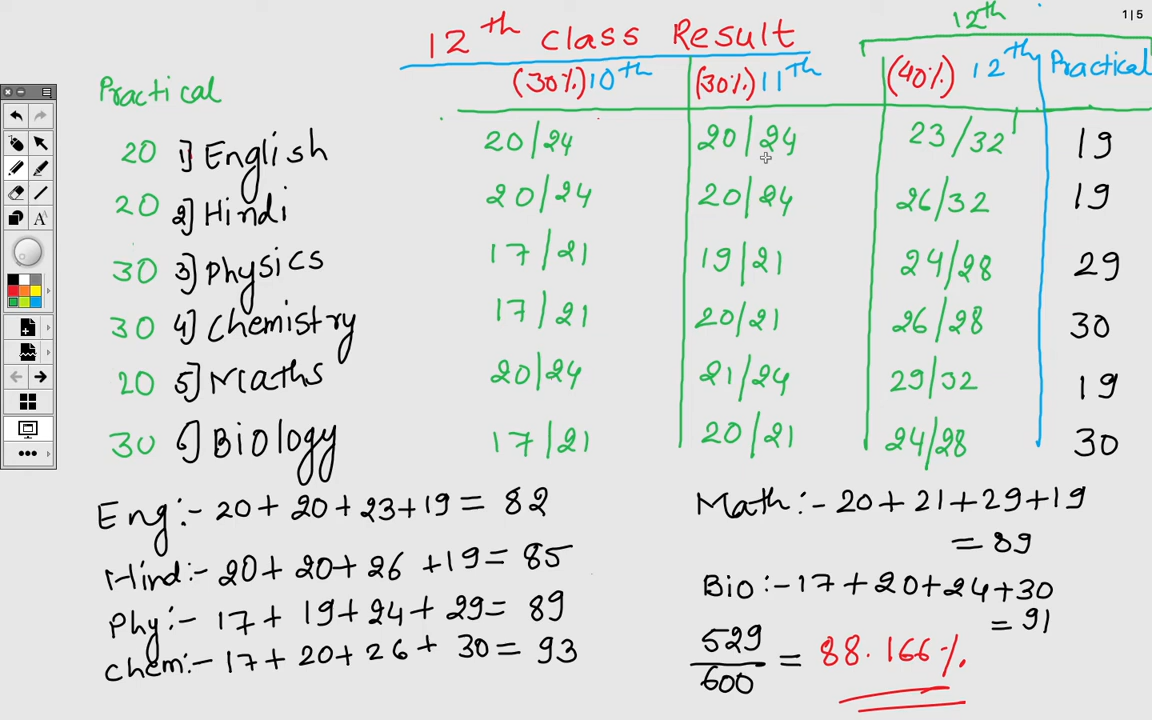 1|5
12th
12th class Result
Practical (30%)10th (30%)11th (40%) 12th Practical
20 1] English 20/24 20/24 23/32 19
20 2] Hindi 20/24 20/24 26/32 19
30 3] Physics 17/21 19/21 24/28 29
30 4] Chemistry 17/21 20/21 26/28 30
20 5] Maths 20/24 21/24 29/32 19
30 6] Biology 17/21 20/21 24/28 30
Eng:- 20+20+23+19= 82
Hind:- 20+20+26+19= 85
Phy:- 17+19+24+29= 89
chem:- 17+20+26+30= 93
Math:- 20+21+29+19
= 89
Bio:- 17+20+24+30
= 91
529/600 = 88.166%.